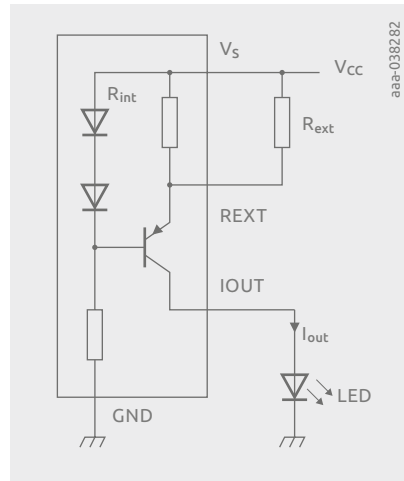 VS
VCC
Rint
Rext
REXT
IOUT
Iout
LED
GND
aaa-038282